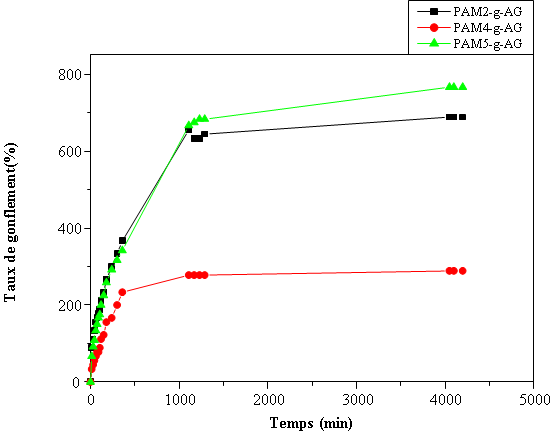 PAM2-g-AG
PAM4-g-AG
PAM5-g-AG
800
600
400
200
0
Taux de gonflement(%)
0 1000 2000 3000 4000 5000
Temps (min)